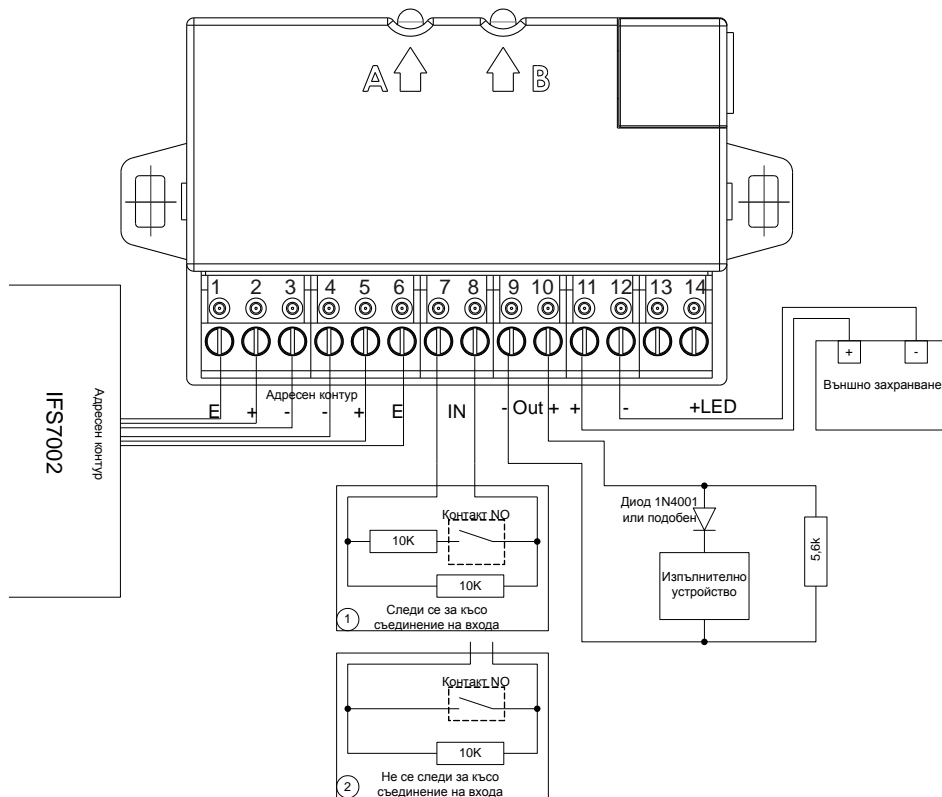 A B
1 2 3 4 5 6 7 8 9 10 11 12 13 14
+ -
Външно захранване
Адресен контур
E + - - + E IN - Out + + - +LED
IFS7002
Адресен контур
Контакт NO
10K
10K
1 Следи се за късо
съединение на входа
Диод 1N4001
или подобен
5,6k
Изпълнително
устройство
Контакт NO
10K
2 Не се следи за късо
съединение на входа